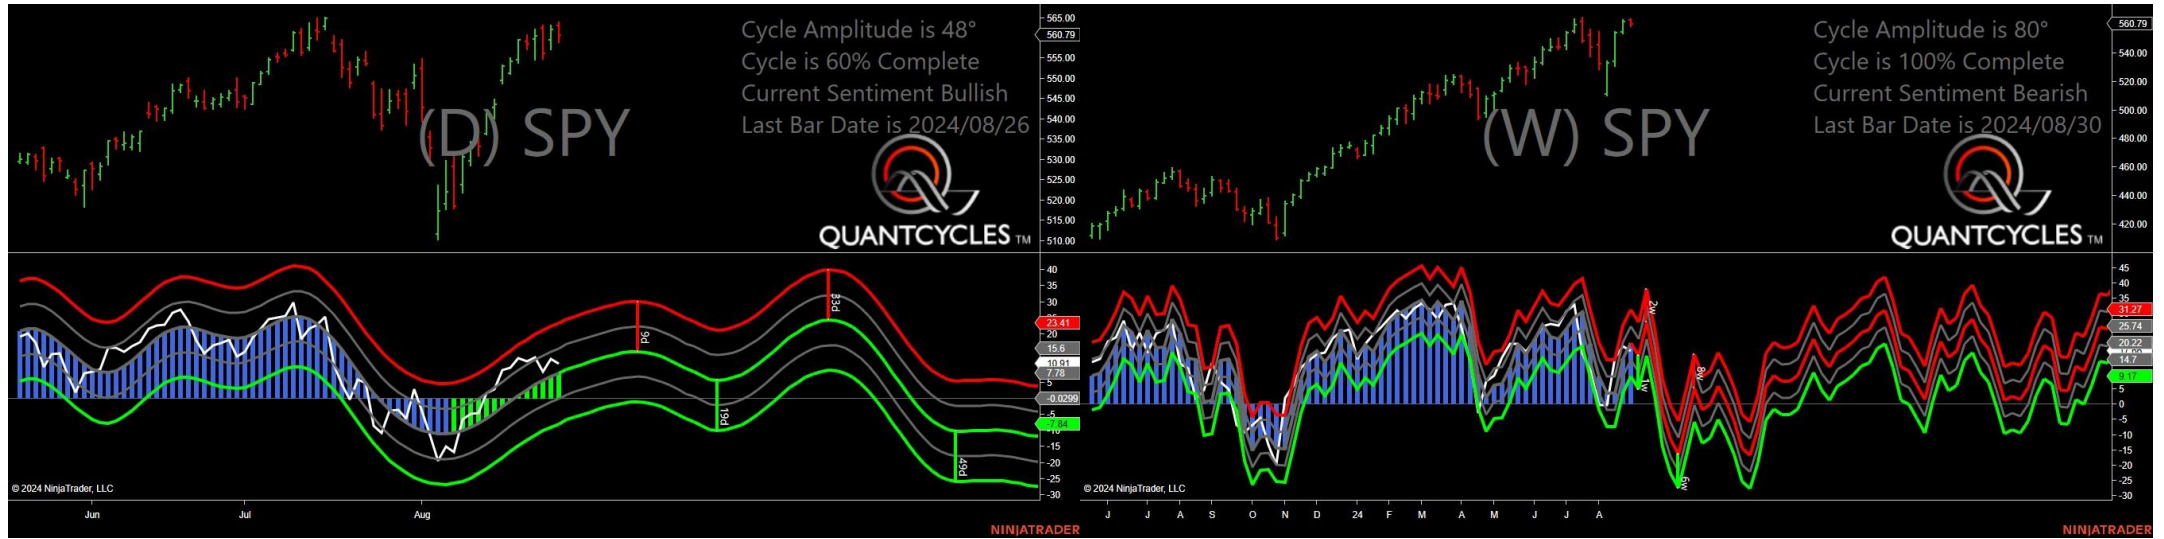 Cycle Amplitude is 48°
Cycle is 60% Complete
Current Sentiment Bullish
Last Bar Date is 2024/08/26
(D) SPY
QUANTCYCLES TM
565.00
560.79
555.00
550.00
545.00
540.00
535.00
530.00
525.00
520.00
515.00
510.00
40
35
30
25
23.41
20
15.6
10.91
7.78
5
-0.0299
-5
-7.84
-10
-15
-20
-25
-30
9d
19d
33d
49d
© 2024 NinjaTrader, LLC
Jun
Jul
Aug
NINJATRADER
Cycle Amplitude is 80°
Cycle is 100% Complete
Current Sentiment Bearish
Last Bar Date is 2024/08/30
(W) SPY
QUANTCYCLES TM
560.79
540.00
520.00
500.00
480.00
460.00
440.00
420.00
45
40
35
31.27
25.74
20.22
14.7
9.17
5
0
-5
-10
-15
-20
-25
-30
2w
1w
8w
6w
© 2024 NinjaTrader, LLC
J J A S O N D 24 F M A M J J A
NINJATRADER